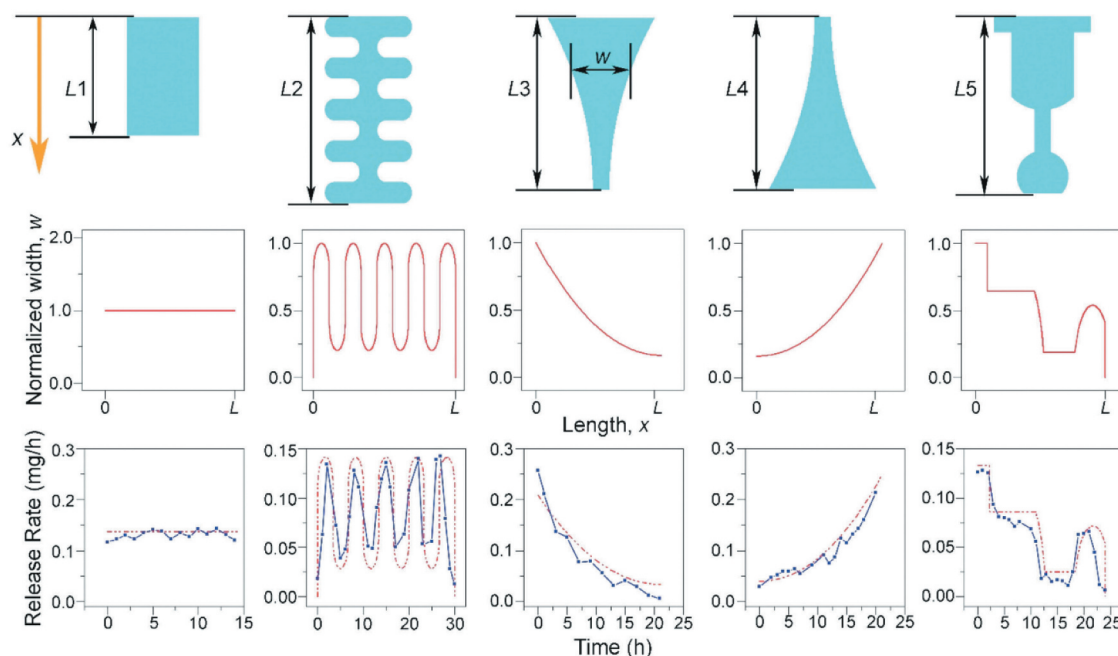 x
L1
L2
L3
w
L4
L5
Normalized width, w
2.0
1.0
0.0
0
L
1.0
0.5
0.0
0
L
1.0
0.5
0.0
0
L
1.0
0.5
0.0
0
L
1.0
0.5
0.0
0
L
Length, x
Release Rate (mg/h)
0.3
0.2
0.1
0.0
0 5 10 15
0.15
0.10
0.05
0.00
0 10 20 30
0.3
0.2
0.1
0.0
0 5 10 15 20 25
0.3
0.2
0.1
0.0
0 5 10 15 20 25
0.15
0.10
0.05
0.00
0 5 10 15 20 25
Time (h)